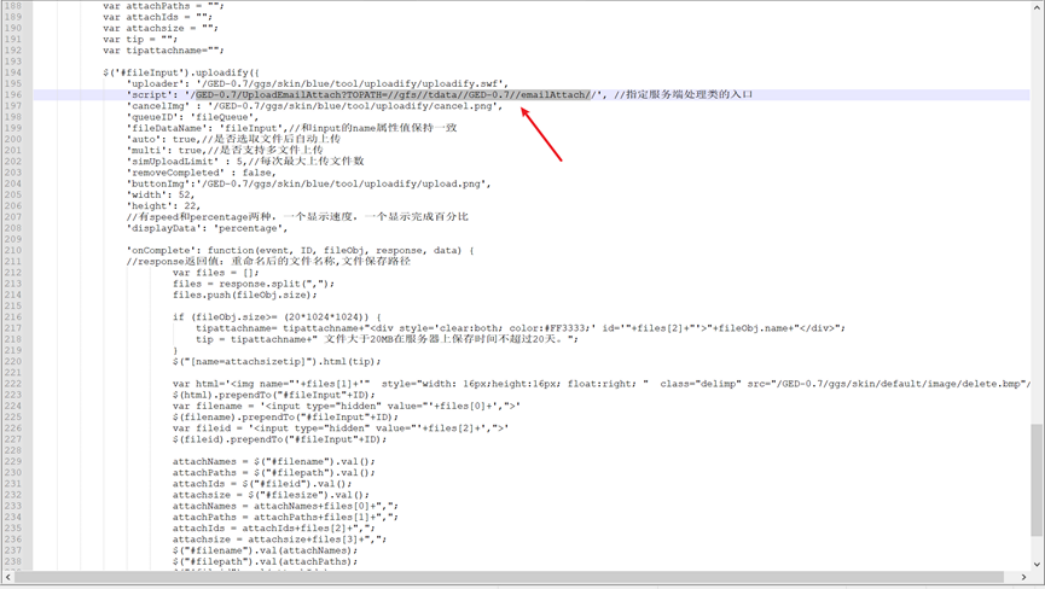 188 var attachPaths = "";
189 var attachIds = "";
190 var attachsize = "";
191 var tip = "";
192 var tipattachname="";
193
194 $('#fileInput').uploadify({
195 'uploader': '/GED-0.7/ggs/skin/blue/tool/uploadify/uploadify.swf',
196 'script': '/GED-0.7/UploadEmailAttach?TOPATH=//gfs//tdata//GED-0.7//emailAttach//', //指定服务端处理类的入口
197 'cancelImg' : '/GED-0.7/ggs/skin/blue/tool/uploadify/cancel.png',
198 'queueID': 'fileQueue',
199 'fileDataName': 'fileInput',//和input的name属性值保持一致
200 'auto': true,//是否选取文件后自动上传
201 'multi': true,//是否支持多文件上传
202 'simUploadLimit' : 5,//每次最大上传文件数
203 'removeCompleted' : false,
204 'buttonImg':'/GED-0.7/ggs/skin/blue/tool/uploadify/upload.png',
205 'width': 52,
206 'height': 22,
207 //有speed和percentage两种，一个显示速度，一个显示完成百分比
208 'displayData': 'percentage',
209
210 'onComplete': function(event, ID, fileObj, response, data) {
211 //response返回值: 重命名后的文件名称,文件保存路径
212 var files = [];
213 files = response.split(",");
214 files.push(fileObj.size);
215
216 if (fileObj.size>= (20*1024*1024)) {
217 tipattachname= tipattachname+"<div style='clear:both; color:#FF3333;' id='"+files[2]+"'>"+fileObj.name+"</div>";
218 tip = tipattachname+" 文件大于20MB在服务器上保存时间不超过20天。";
219 }
220 $("[name=attachsizetip]").html(tip);
221
222 var html='<img name="'+files[1]+'" style="width: 16px;height:16px; float:right; " class="delimp" src="/GED-0.7/ggs/skin/default/image/delete.bmp"/
223 $(html).prependTo("#fileInput"+ID);
224 var filename = '<input type="hidden" value="'+files[0]+',">'
225 $(filename).prependTo("#fileInput"+ID);
226 var fileid = '<input type="hidden" value="'+files[2]+',">'
227 $(fileid).prependTo("#fileInput"+ID);
228
229 attachNames = $("#filename").val();
230 attachPaths = $("#filepath").val();
231 attachIds = $("#fileid").val();
232 attachsize = $("#filesize").val();
233 attachNames = attachNames+files[0]+",";
234 attachPaths = attachPaths+files[1]+",";
235 attachIds = attachIds+files[2]+",";
236 attachsize = attachsize+files[3]+",";
237 $("#filename").val(attachNames);
238 $("#filepath").val(attachPaths);